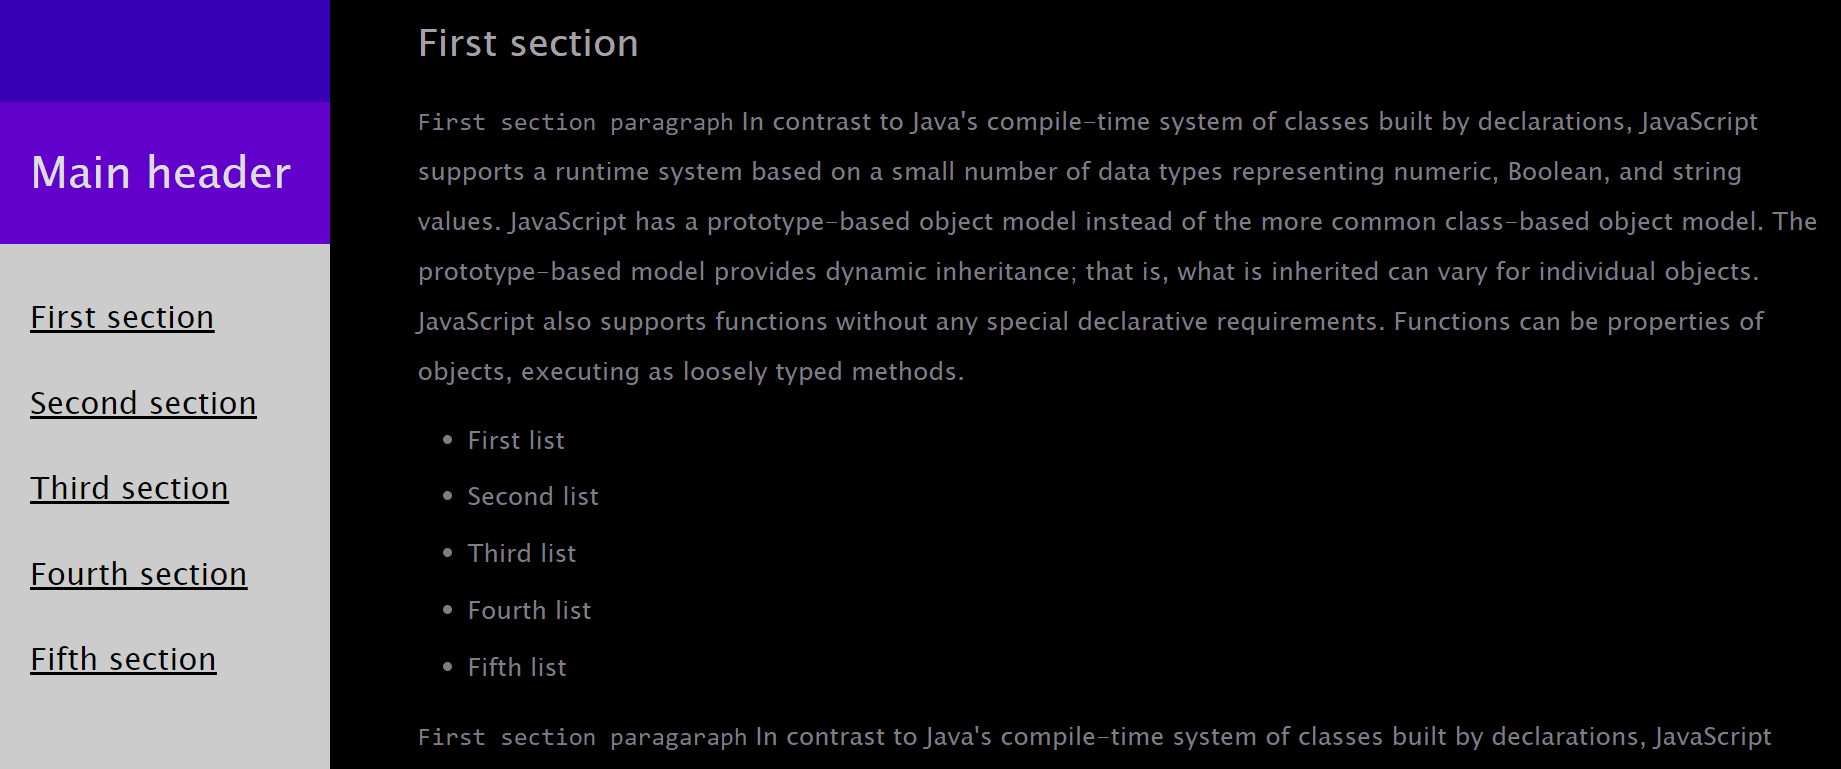 Main header
First section
Second section
Third section
Fourth section
Fifth section
First section
First section paragraph In contrast to Java's compile-time system of classes built by declarations, JavaScript
supports a runtime system based on a small number of data types representing numeric, Boolean, and string
values. JavaScript has a prototype-based object model instead of the more common class-based object model. The
prototype-based model provides dynamic inheritance; that is, what is inherited can vary for individual objects.
JavaScript also supports functions without any special declarative requirements. Functions can be properties of
objects, executing as loosely typed methods.
• First list
• Second list
• Third list
• Fourth list
• Fifth list
First section paragaraph In contrast to Java's compile-time system of classes built by declarations, JavaScript